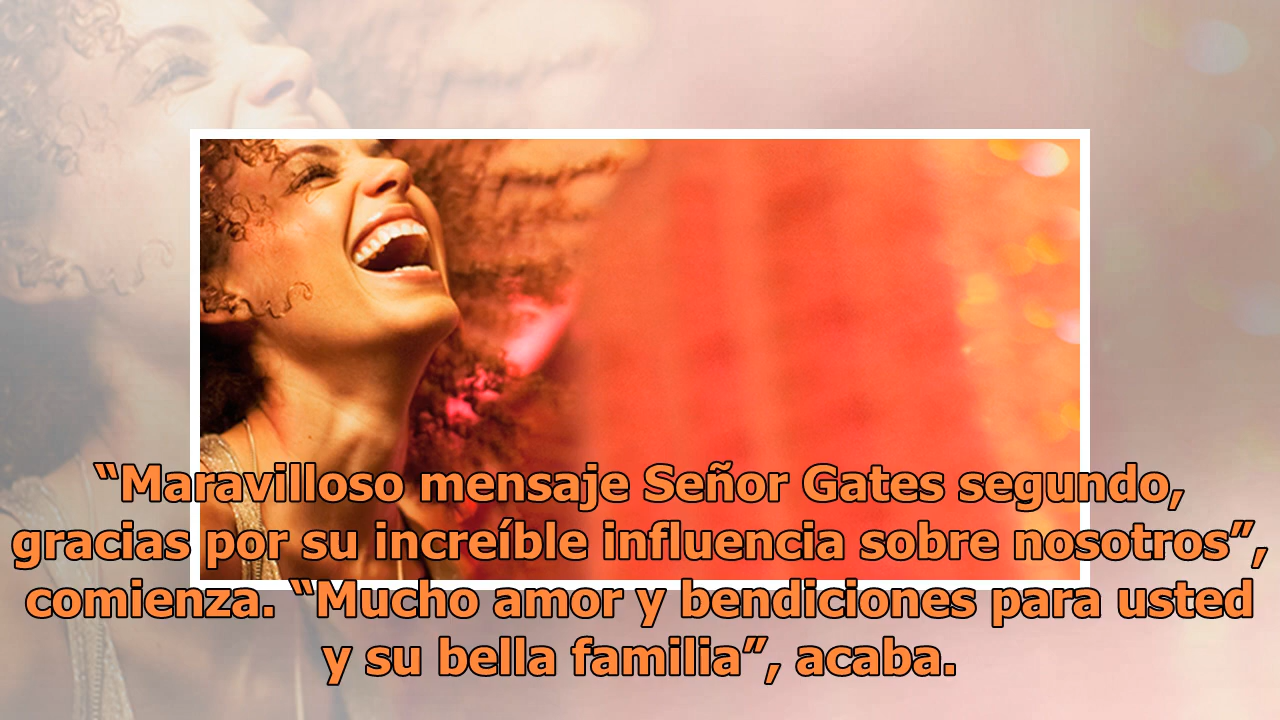 “Maravilloso mensaje Señor Gates segundo,
gracias por su increíble influencia sobre nosotros”,
comienza. “Mucho amor y bendiciones para usted
y su bella familia”, acaba.